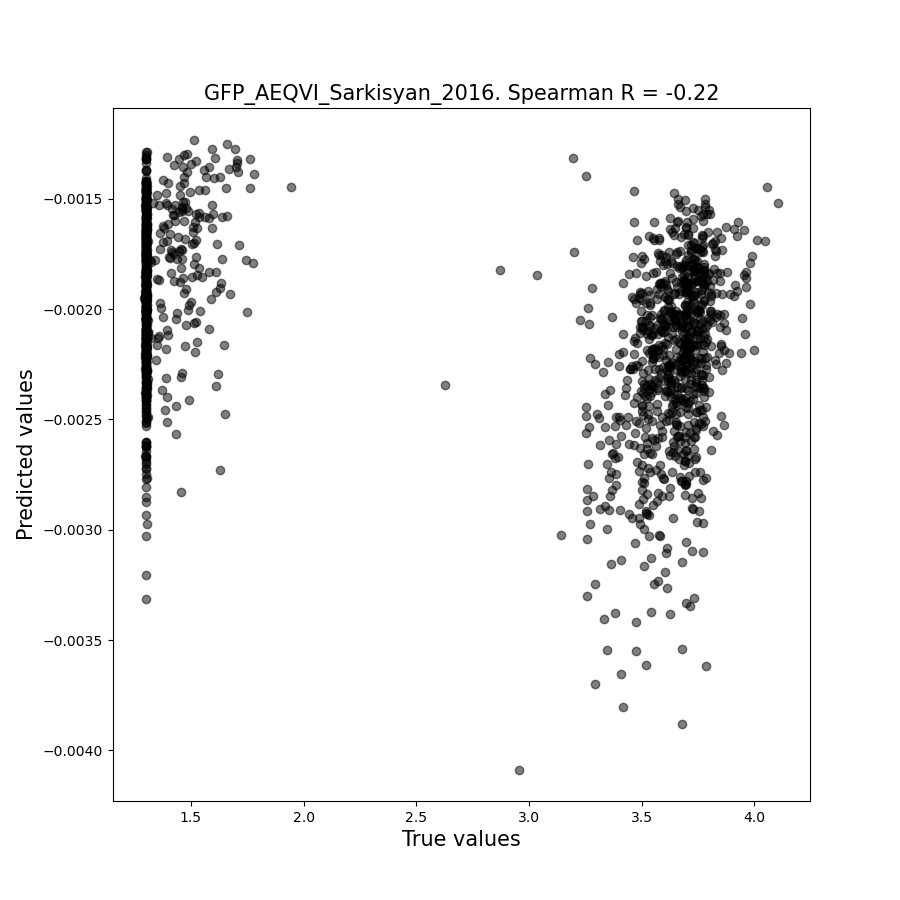 GFP_AEQVI_Sarkisyan_2016. Spearman R = -0.22
Predicted values
−0.0015
−0.0020
−0.0025
−0.0030
−0.0035
−0.0040
1.5 2.0 2.5 3.0 3.5 4.0
True values